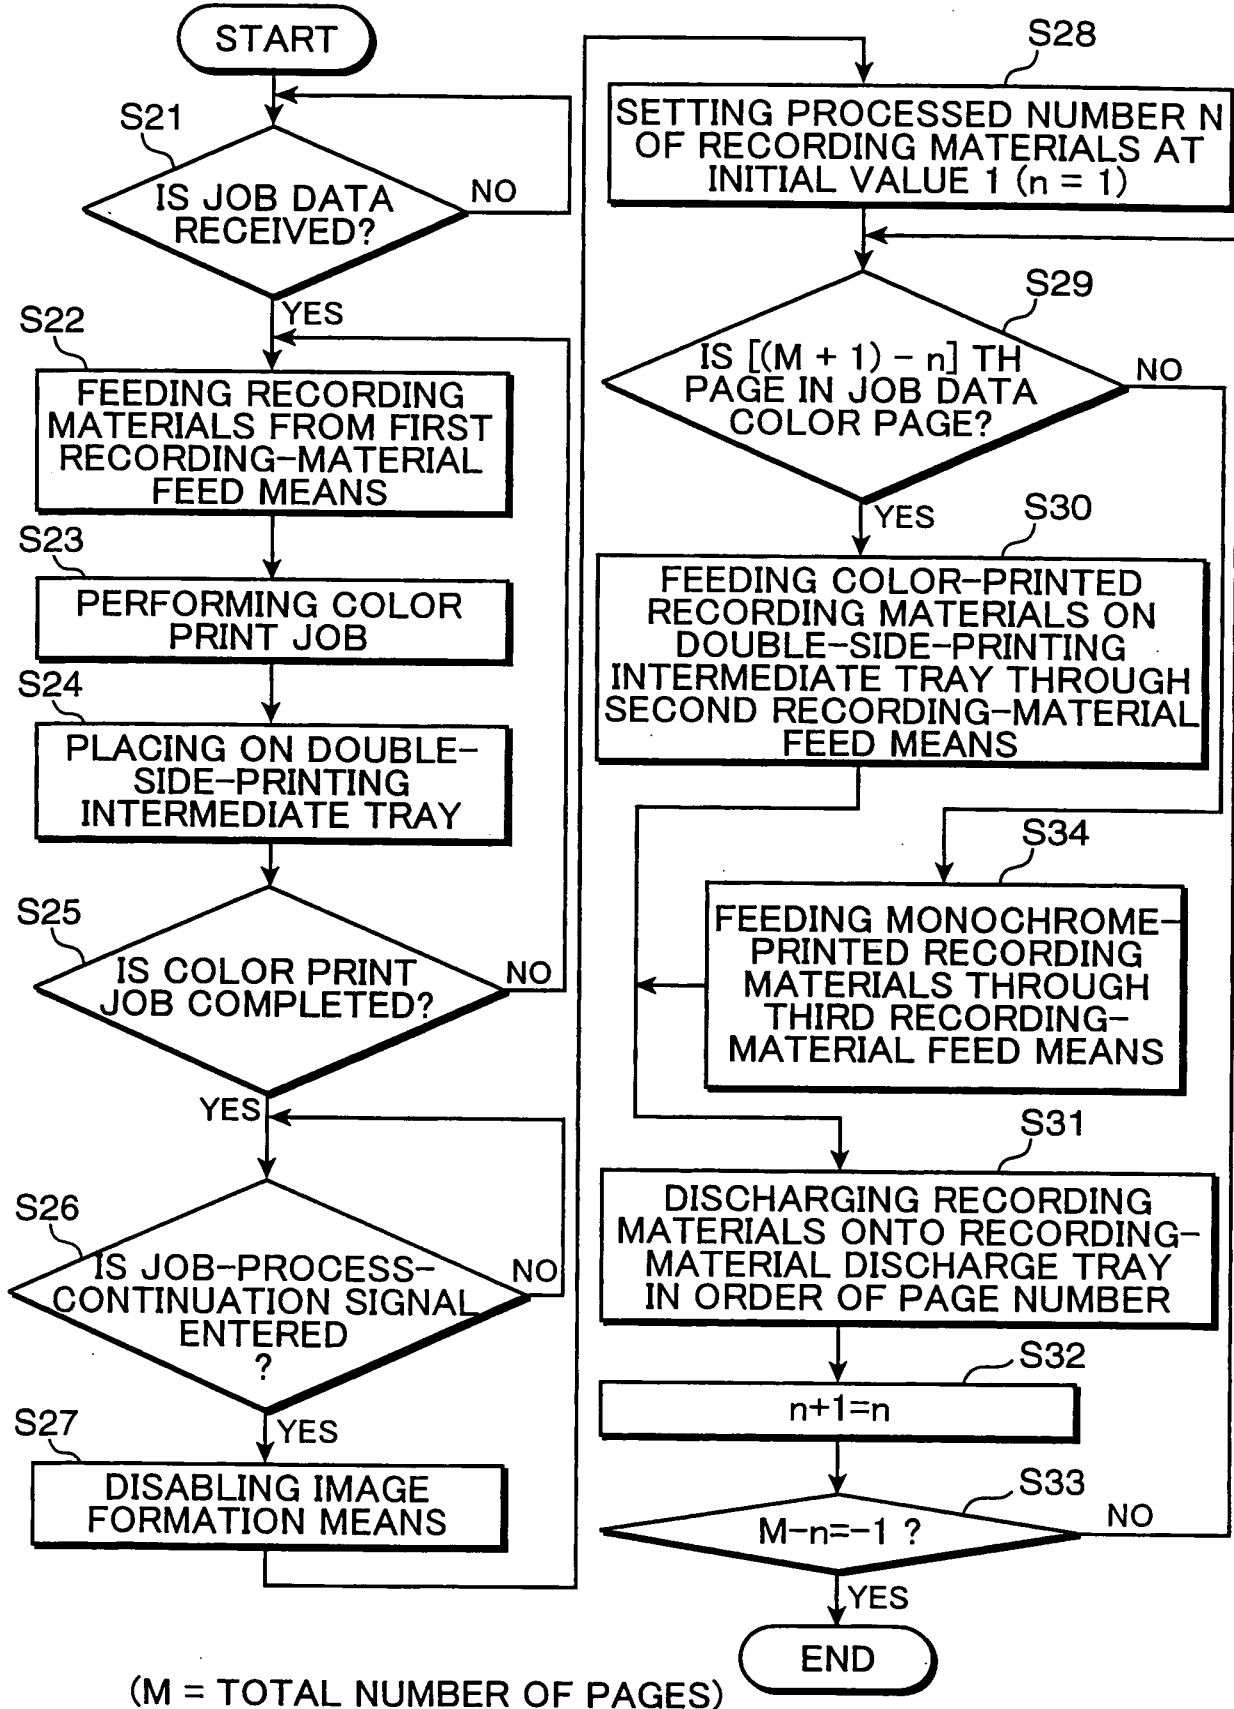 START
S21
IS JOB DATA
RECEIVED?
NO
YES
S22
FEEDING RECORDING
MATERIALS FROM FIRST
RECORDING-MATERIAL
FEED MEANS
S23
PERFORMING COLOR
PRINT JOB
S24
PLACING ON DOUBLE-
SIDE-PRINTING
INTERMEDIATE TRAY
S25
IS COLOR PRINT
JOB COMPLETED?
NO
YES
S26
IS JOB-PROCESS-
CONTINUATION SIGNAL
ENTERED
?
NO
YES
S27
DISABLING IMAGE
FORMATION MEANS
S28
SETTING PROCESSED NUMBER N
OF RECORDING MATERIALS AT
INITIAL VALUE 1 (n = 1)
S29
IS [(M + 1) - n] TH
PAGE IN JOB DATA
COLOR PAGE?
NO
YES
S30
FEEDING COLOR-PRINTED
RECORDING MATERIALS ON
DOUBLE-SIDE-PRINTING
INTERMEDIATE TRAY THROUGH
SECOND RECORDING-MATERIAL
FEED MEANS
S34
FEEDING MONOCHROME-
PRINTED RECORDING
MATERIALS THROUGH
THIRD RECORDING-
MATERIAL FEED MEANS
S31
DISCHARGING RECORDING
MATERIALS ONTO RECORDING-
MATERIAL DISCHARGE TRAY
IN ORDER OF PAGE NUMBER
S32
n+1=n
S33
M-n=-1 ?
NO
YES
END
(M = TOTAL NUMBER OF PAGES)